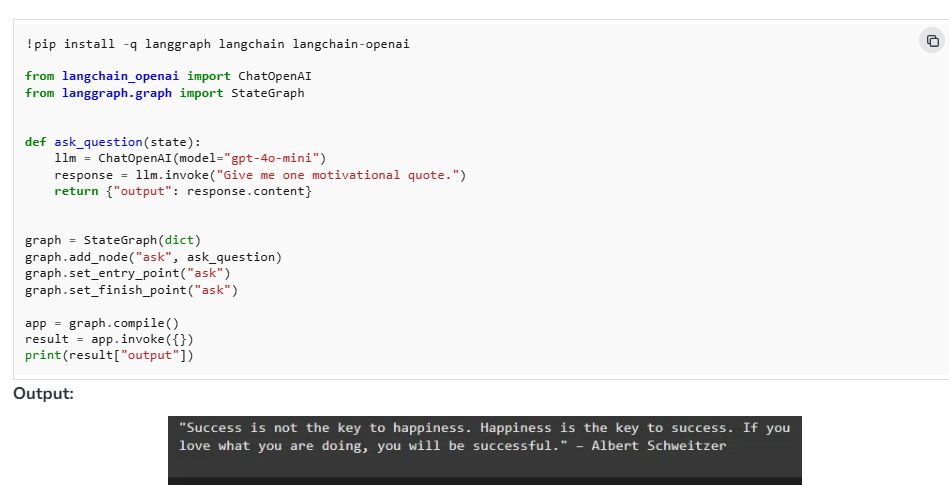 !pip install -q langgraph langchain langchain-openai
from langchain_openai import ChatOpenAI
from langgraph.graph import StateGraph
def ask_question(state):
    llm = ChatOpenAI(model="gpt-4o-mini")
    response = llm.invoke("Give me one motivational quote.")
    return {"output": response.content}
graph = StateGraph(dict)
graph.add_node("ask", ask_question)
graph.set_entry_point("ask")
graph.set_finish_point("ask")
app = graph.compile()
result = app.invoke({})
print(result["output"])
Output:
"Success is not the key to happiness. Happiness is the key to success. If you
love what you are doing, you will be successful." – Albert Schweitzer